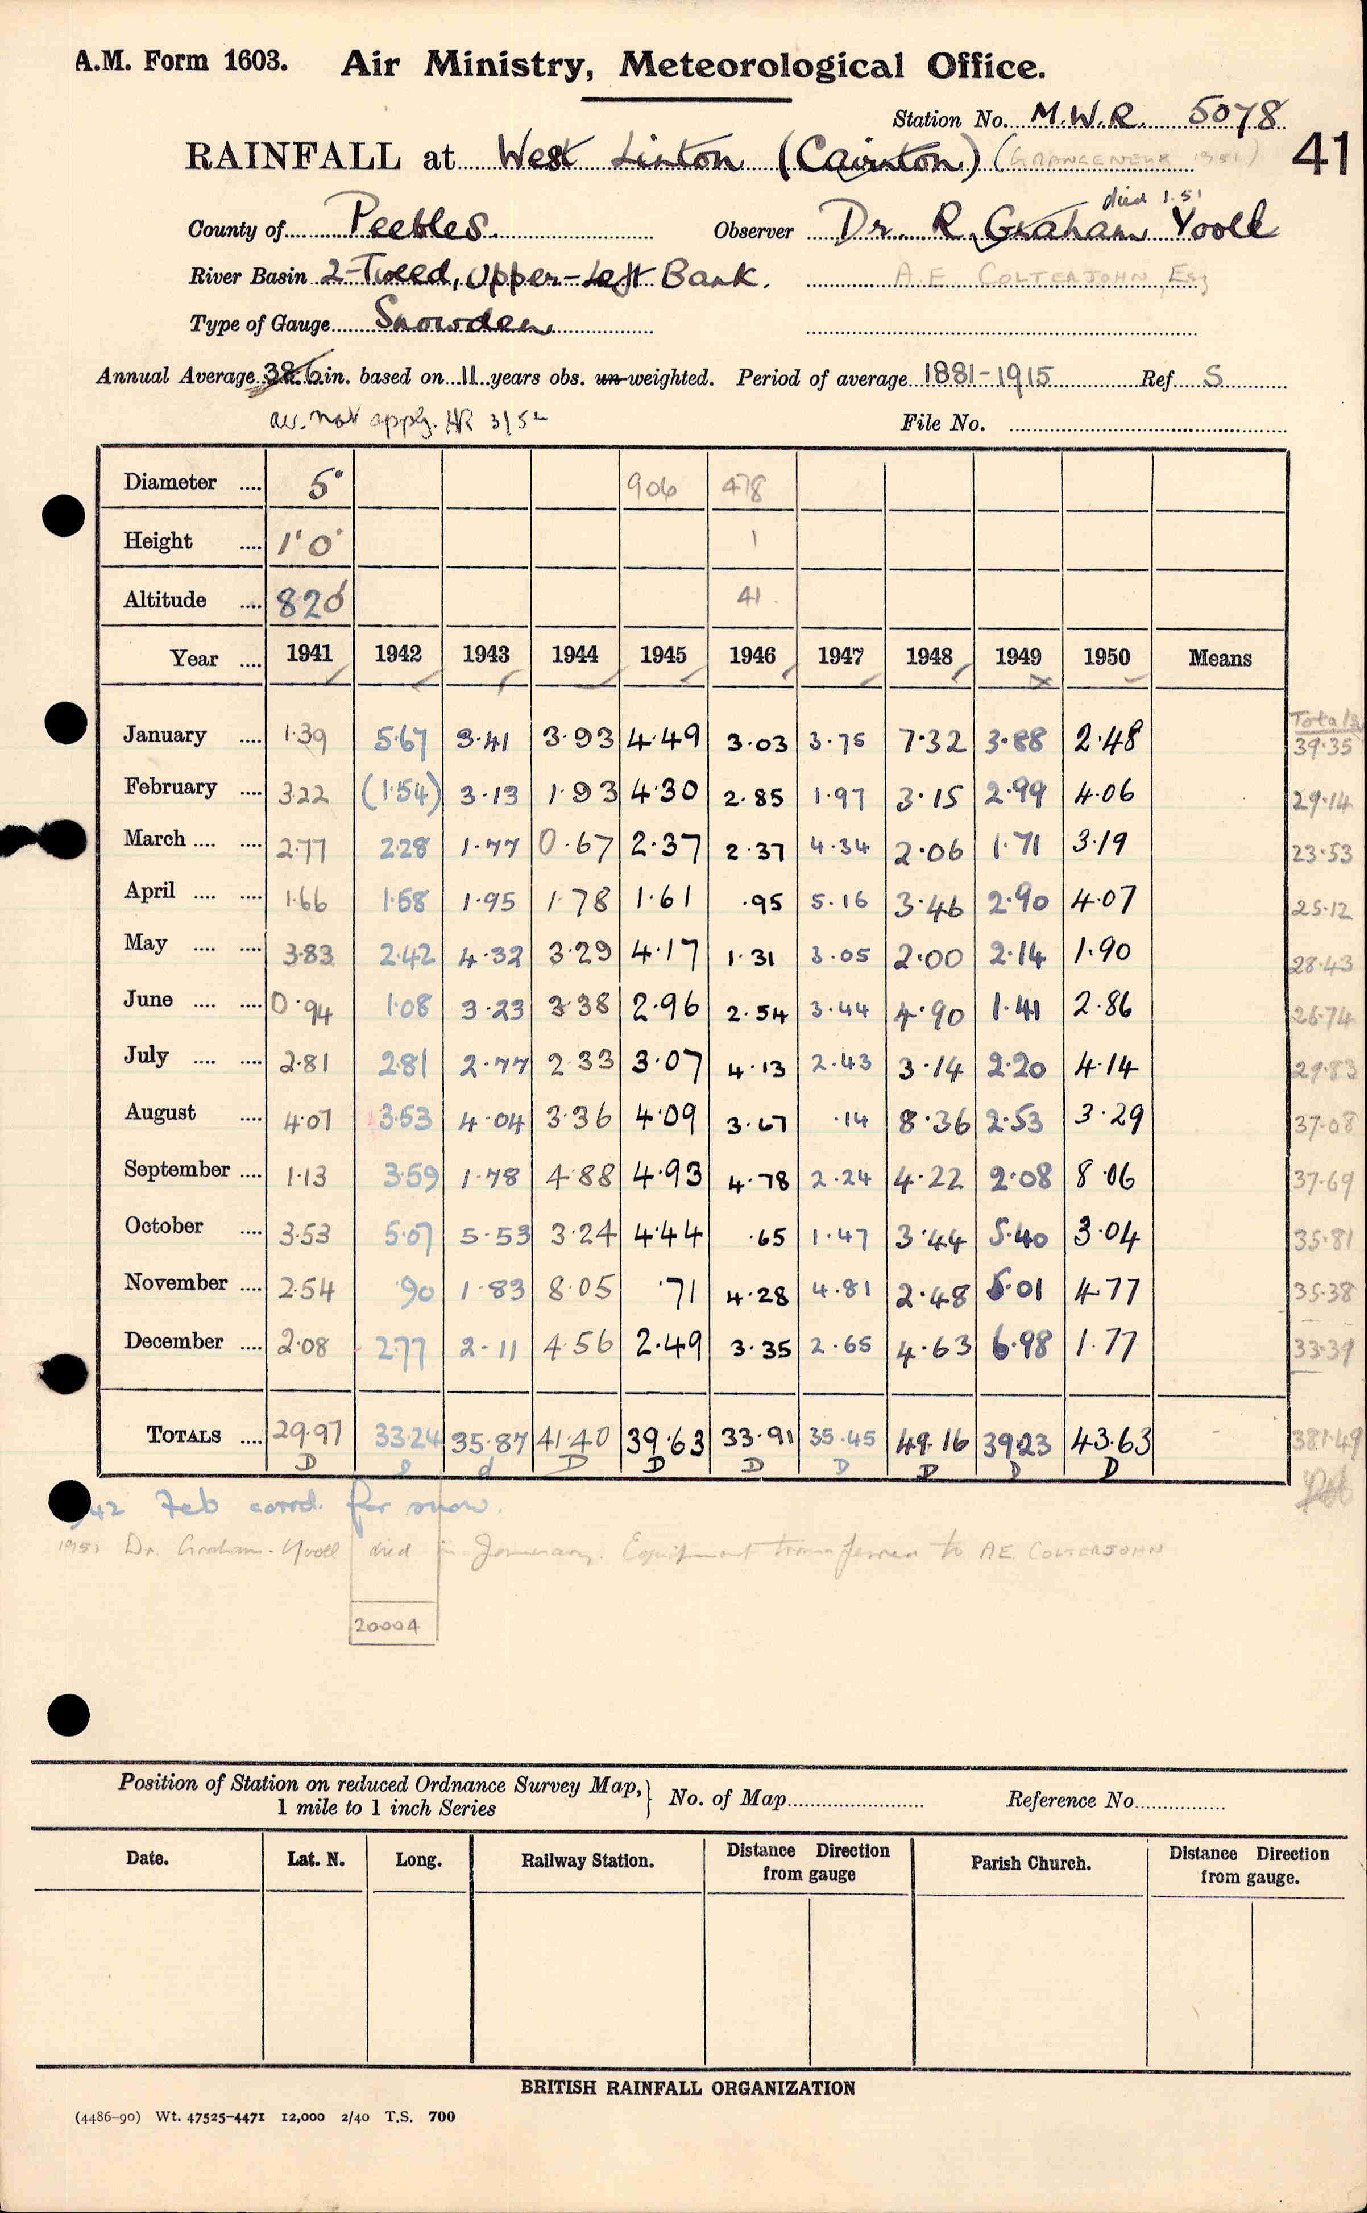 A.M. Form 1603. Air Ministry, Meteorological Office.
Station No. M.W.R. 5078
RAINFALL at West Linton (Cairnton) 41
died 1.51
County of Peebles. Observer Dr. R. Graham Yooll
River Basin 2-Tweed, Upper-Left Bank. A.E COLTERJOHN, Esq
Type of Gauge Snowden
Annual Average 38.6 in. based on 11 years obs. un-weighted. Period of average 1881-1915 Ref S
av. not apply. HR 3/52 File No.
Diameter .... 5" 906 478
Height .... 1' 0" 1
Altitude .... 820' 41
Year .... 1941 1942 1943 1944 1945 1946 1947 1948 1949 1950 Means
Totals
January .... 1.39 5.67 3.41 3.93 4.49 3.03 3.75 7.32 3.88 2.48 39.35
February .... 3.22 (1.54) 3.13 1.93 4.30 2.85 1.97 3.15 2.99 4.06 29.14
March .... .... 2.77 2.28 1.77 0.67 2.37 2.37 4.34 2.06 1.71 3.19 23.53
April .... .... 1.66 1.58 1.95 1.78 1.61 .95 5.16 3.46 2.90 4.07 25.12
May .... .... 3.83 2.42 4.32 3.29 4.17 1.31 3.05 2.00 2.14 1.90 28.43
June .... .... 0.94 1.08 3.23 3.38 2.96 2.54 3.44 4.90 1.41 2.86 26.74
July .... .... 2.81 2.81 2.77 2.33 3.07 4.13 2.43 3.14 2.20 4.14 29.83
August .... 4.07 3.53 4.04 3.36 4.09 3.67 .14 8.36 2.53 3.29 37.08
September .... 1.13 3.59 1.78 4.88 4.93 4.78 2.24 4.22 2.08 8.06 37.69
October .... 3.53 5.07 5.53 3.24 4.44 .65 1.47 3.44 5.40 3.04 35.81
November .... 2.54 .90 1.83 8.05 .71 4.28 4.81 2.48 5.01 4.77 35.38
December .... 2.08 2.77 2.11 4.56 2.49 3.35 2.65 4.63 6.98 1.77 33.39
TOTALS .... 29.97 33.24 35.87 41.40 39.63 33.91 35.45 49.16 39.23 43.63 381.49
D D d D D D D D D D
42 Feb corrd. for snow.
1951 Dr. Graham-Yooll died in January. Equipment transferred to A E. COLTERJOHN
20004
Position of Station on reduced Ordnance Survey Map, 1 mile to 1 inch Series } No. of Map Reference No
Date. Lat. N. Long. Railway Station. Distance Direction from gauge Parish Church. Distance Direction from gauge.
BRITISH RAINFALL ORGANIZATION
(4486-90) Wt. 47525-4471 12,000 2/40 T.S. 700